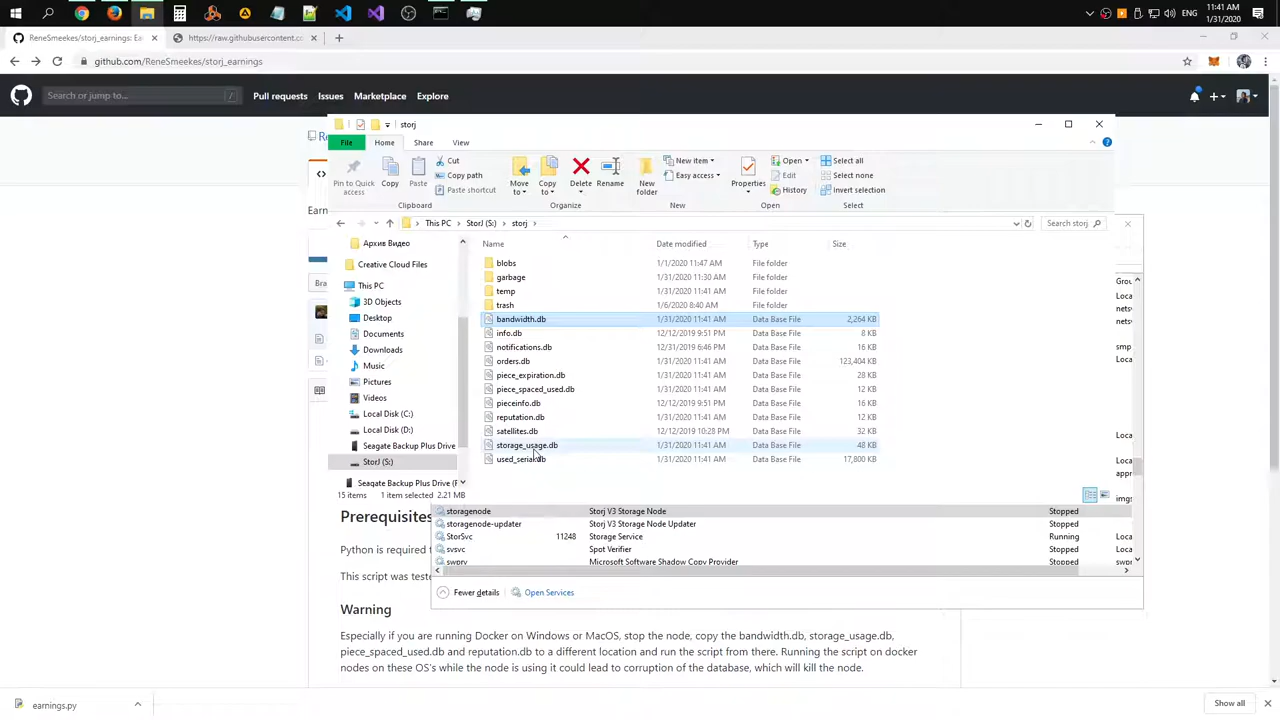 11:41 AM
ENG
1/31/2020
ReneSmeekes/storj_earnings: Ea
https://raw.githubusercontent.co
github.com/ReneSmeekes/storj_earnings
Search or jump to...
/
Pull requests
Issues
Marketplace
Explore
storj
File
Home
Share
View
Pin to Quick access
Copy
Paste
Cut
Copy path
Paste shortcut
Move to
Copy to
Delete
Rename
New folder
New item
Easy access
Properties
Open
Edit
History
Select all
Select none
Invert selection
Clipboard
Organize
New
Open
Select
This PC
StorJ (S:)
storj
Search storj
Name
Date modified
Type
Size
Архив Видео
Creative Cloud Files
This PC
3D Objects
Desktop
Documents
Downloads
Music
Pictures
Videos
Local Disk (C:)
Local Disk (D:)
Seagate Backup Plus Drive
StorJ (S:)
Seagate Backup Plus Drive (F
blobs 1/1/2020 11:47 AM File folder
garbage 1/31/2020 11:30 AM File folder
temp 1/31/2020 11:41 AM File folder
trash 1/6/2020 8:40 AM File folder
bandwidth.db 1/31/2020 11:41 AM Data Base File 2,264 KB
info.db 12/12/2019 9:51 PM Data Base File 8 KB
notifications.db 12/31/2019 6:46 PM Data Base File 16 KB
orders.db 1/31/2020 11:41 AM Data Base File 123,404 KB
piece_expiration.db 1/31/2020 11:41 AM Data Base File 28 KB
piece_spaced_used.db 1/31/2020 11:41 AM Data Base File 12 KB
pieceinfo.db 12/12/2019 9:51 PM Data Base File 16 KB
reputation.db 1/31/2020 11:41 AM Data Base File 12 KB
satellites.db 12/12/2019 10:28 PM Data Base File 32 KB
storage_usage.db 1/31/2020 11:41 AM Data Base File 48 KB
used_serial.db 1/31/2020 11:41 AM Data Base File 17,800 KB
15 items 1 item selected 2.21 MB
Grou
Loca
netsv
netsv
smp
Loca
Loca
Loca
appr
imgs
storagenode Storj V3 Storage Node Stopped
storagenode-updater Storj V3 Storage Node Updater Stopped
StorSvc 11248 Storage Service Running Loca
svsvc Spot Verifier Stopped Loca
swprv Microsoft Software Shadow Copy Provider Stopped swpr
Fewer details
Open Services
Re
Earn
Bra
Prerequisites
Python is required t
This script was teste
Warning
Especially if you are running Docker on Windows or MacOS, stop the node, copy the bandwidth.db, storage_usage.db,
piece_spaced_used.db and reputation.db to a different location and run the script from there. Running the script on docker
nodes on these OS's while the node is using it could lead to corruption of the database, which will kill the node.
earnings.py
Show all